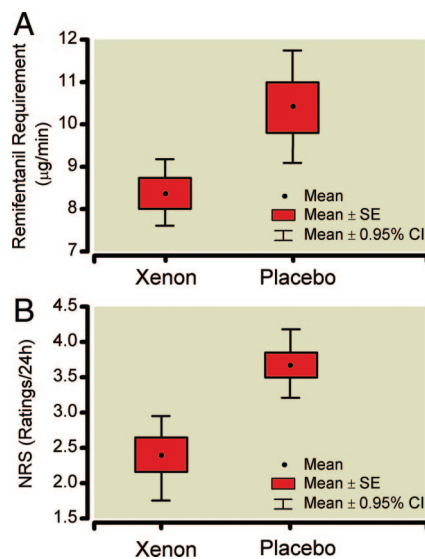 A
Remifentanil Requirement
(μg/min)
12
11
10
9
8
7
Mean
Mean ± SE
Mean ± 0.95% CI
Xenon
Placebo
B
NRS (Ratings/24h)
4.5
4.0
3.5
3.0
2.5
2.0
1.5
Mean
Mean ± SE
Mean ± 0.95% CI
Xenon
Placebo